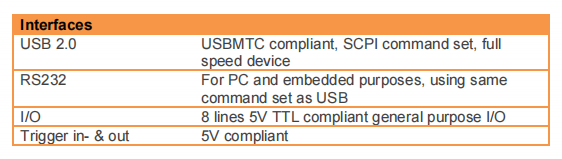 Interfaces
USB 2.0 USBMTC compliant, SCPI command set, full
speed device
RS232 For PC and embedded purposes, using same
command set as USB
I/O 8 lines 5V TTL compliant general purpose I/O
Trigger in- & out 5V compliant